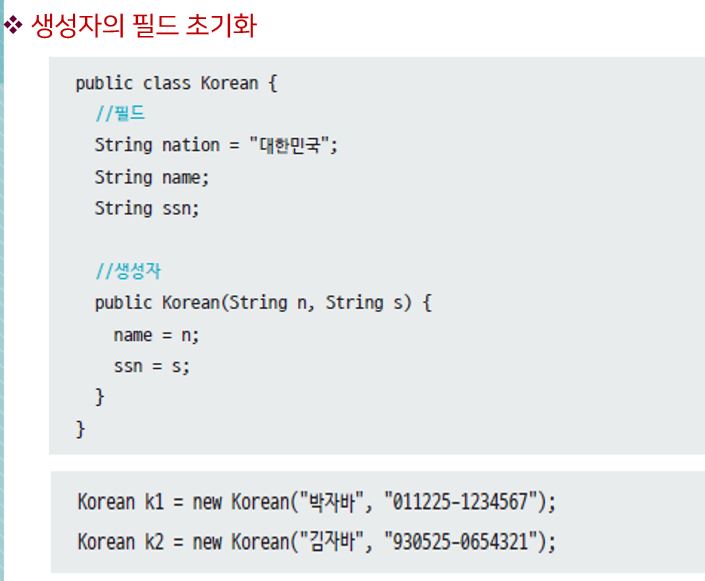 ❖ 생성자의 필드 초기화
public class Korean {
//필드
String nation = "대한민국";
String name;
String ssn;
//생성자
public Korean(String n, String s) {
name = n;
ssn = s;
}
}
Korean k1 = new Korean("박자바", "011225-1234567");
Korean k2 = new Korean("김자바", "930525-0654321");